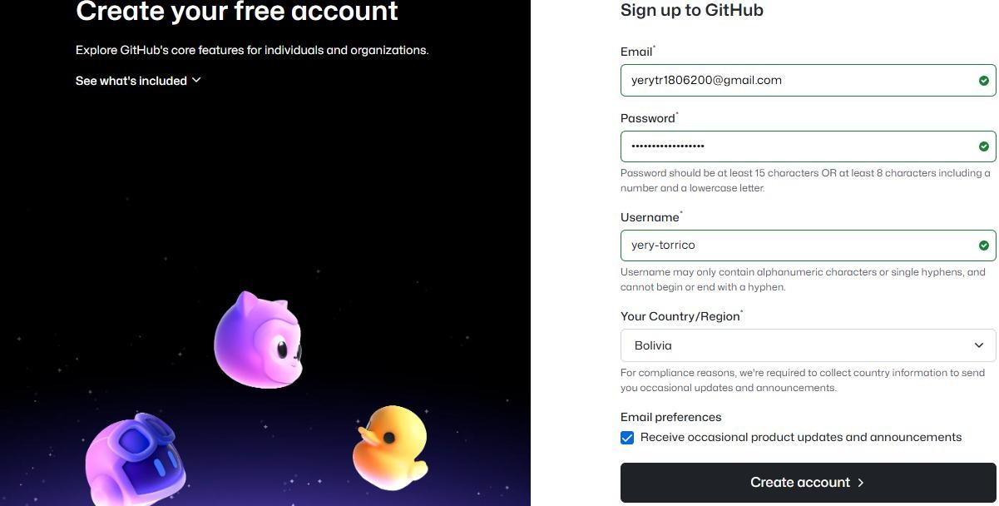 Create your free account
Explore GitHub's core features for individuals and organizations.
See what's included
Sign up to GitHub
Email*
yerytr1806200@gmail.com
Password*
••••••••••••••••••
Password should be at least 15 characters OR at least 8 characters including a
number and a lowercase letter.
Username*
yery-torrico
Username may only contain alphanumeric characters or single hyphens, and
cannot begin or end with a hyphen.
Your Country/Region*
Bolivia
For compliance reasons, we're required to collect country information to send
you occasional updates and announcements.
Email preferences
Receive occasional product updates and announcements
Create account